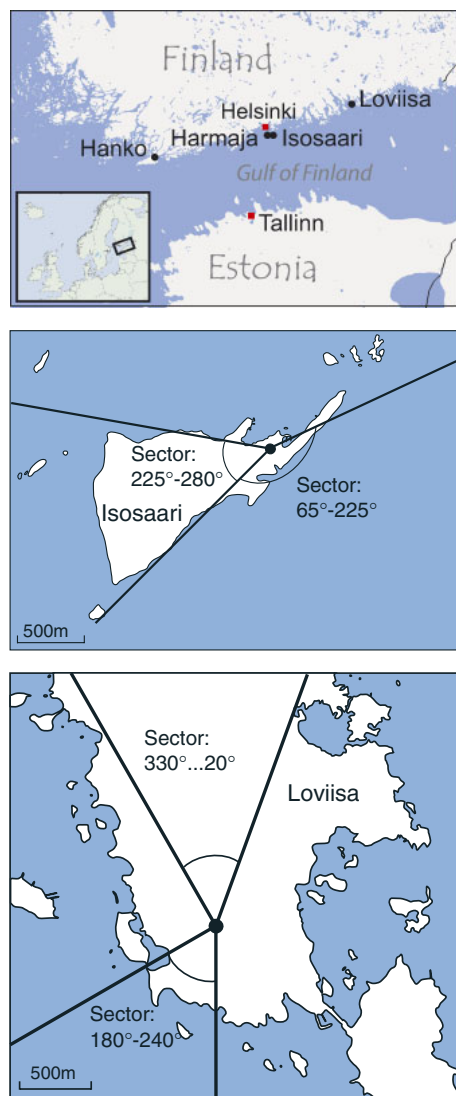 Finland
Helsinki
Loviisa
Harmaja
Isosaari
Hanko
Gulf of Finland
Tallinn
Estonia
Sector:
225°-280°
Sector:
65°-225°
Isosaari
500m
Sector:
330°...20°
Loviisa
Sector:
180°-240°
500m